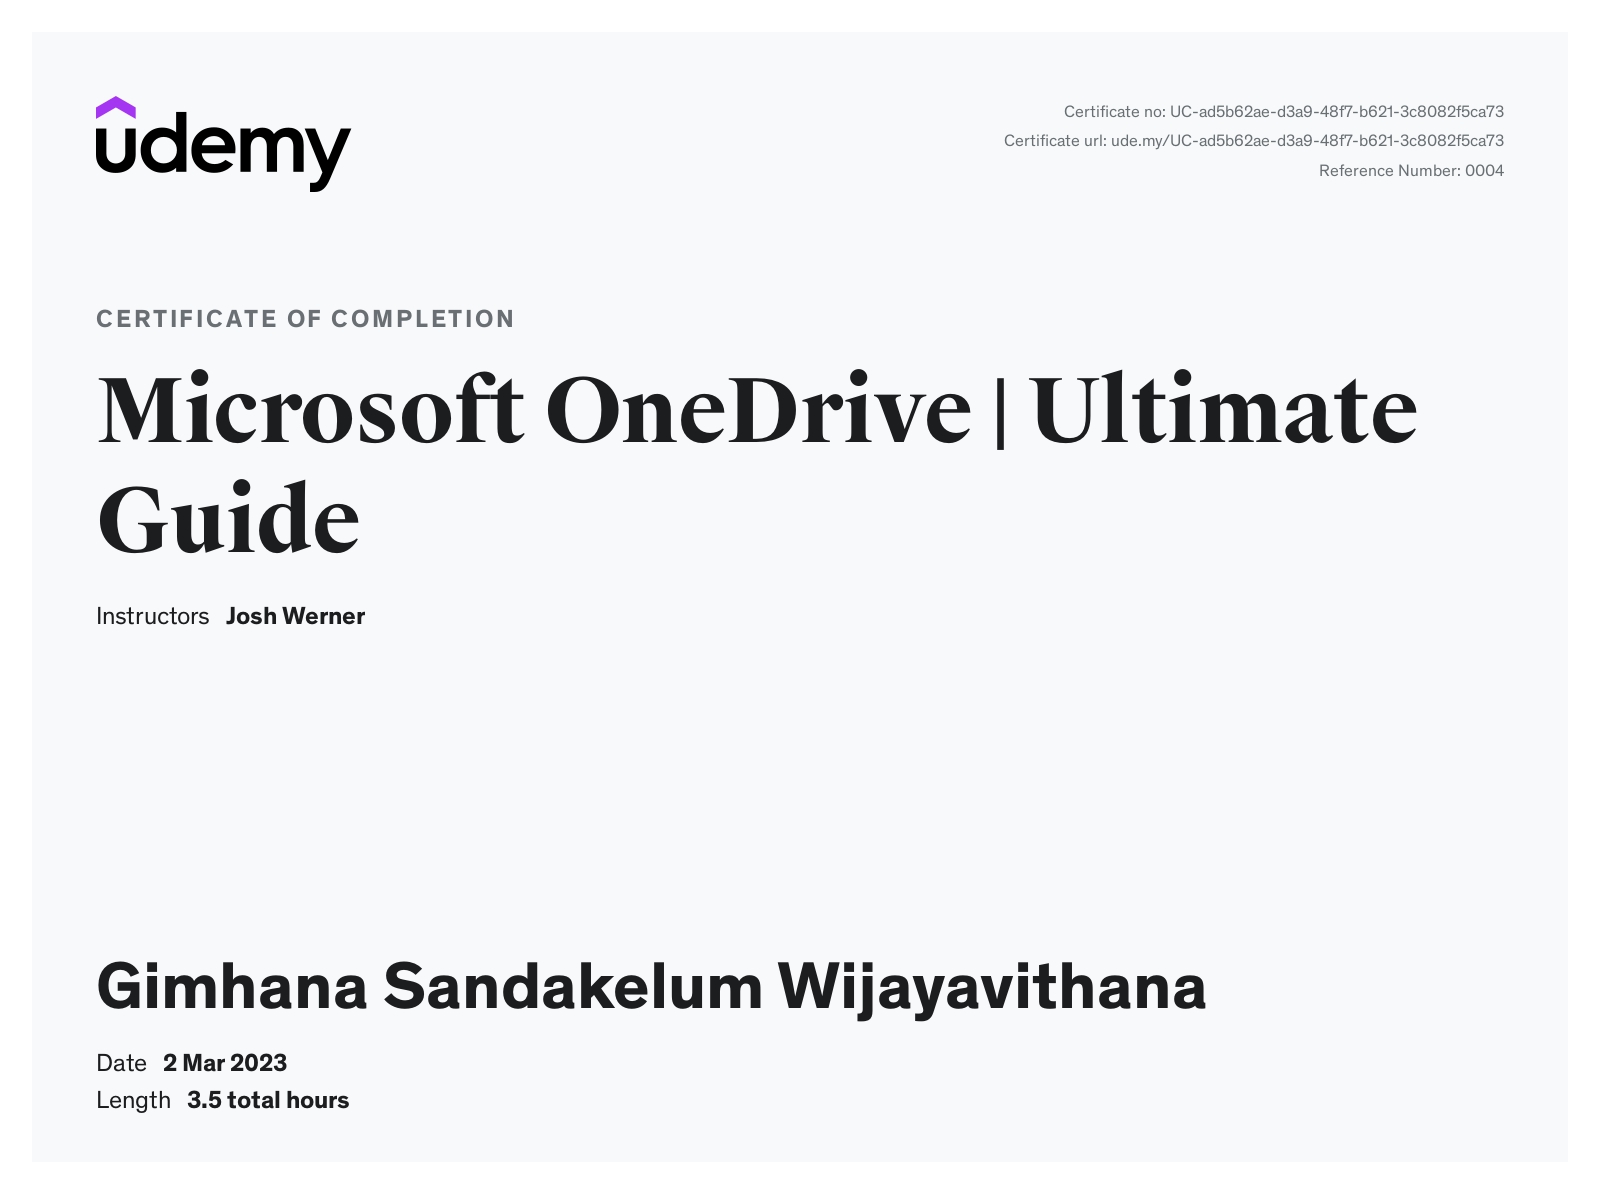 udemy
Certificate no: UC-ad5b62ae-d3a9-48f7-b621-3c8082f5ca73
Certificate url: ude.my/UC-ad5b62ae-d3a9-48f7-b621-3c8082f5ca73
Reference Number: 0004
CERTIFICATE OF COMPLETION
Microsoft OneDrive | Ultimate
Guide
Instructors Josh Werner
Gimhana Sandakelum Wijayavithana
Date 2 Mar 2023
Length 3.5 total hours